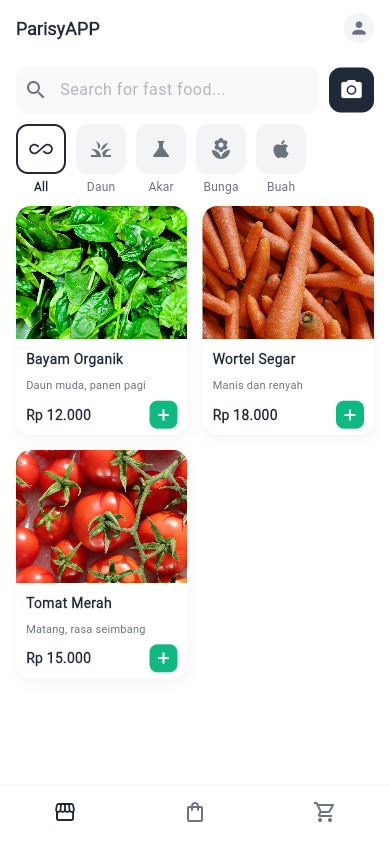 ParisyAPP
Search for fast food...
All
Daun
Akar
Bunga
Buah
Bayam Organik
Daun muda, panen pagi
Rp 12.000
Wortel Segar
Manis dan renyah
Rp 18.000
Tomat Merah
Matang, rasa seimbang
Rp 15.000